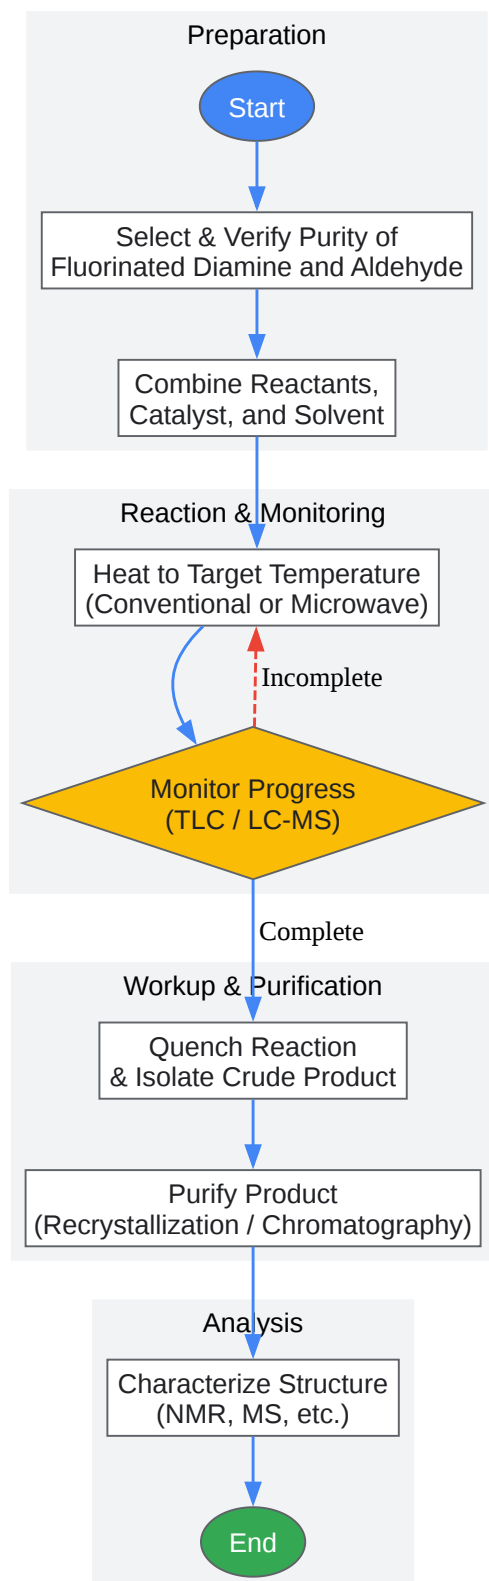 Preparation
Start
Select & Verify Purity of
Fluorinated Diamine and Aldehyde
Combine Reactants,
Catalyst, and Solvent
Reaction & Monitoring
Heat to Target Temperature
(Conventional or Microwave)
Incomplete
Monitor Progress
(TLC / LC-MS)
Complete
Workup & Purification
Quench Reaction
& Isolate Crude Product
Purify Product
(Recrystallization / Chromatography)
Analysis
Characterize Structure
(NMR, MS, etc.)
End